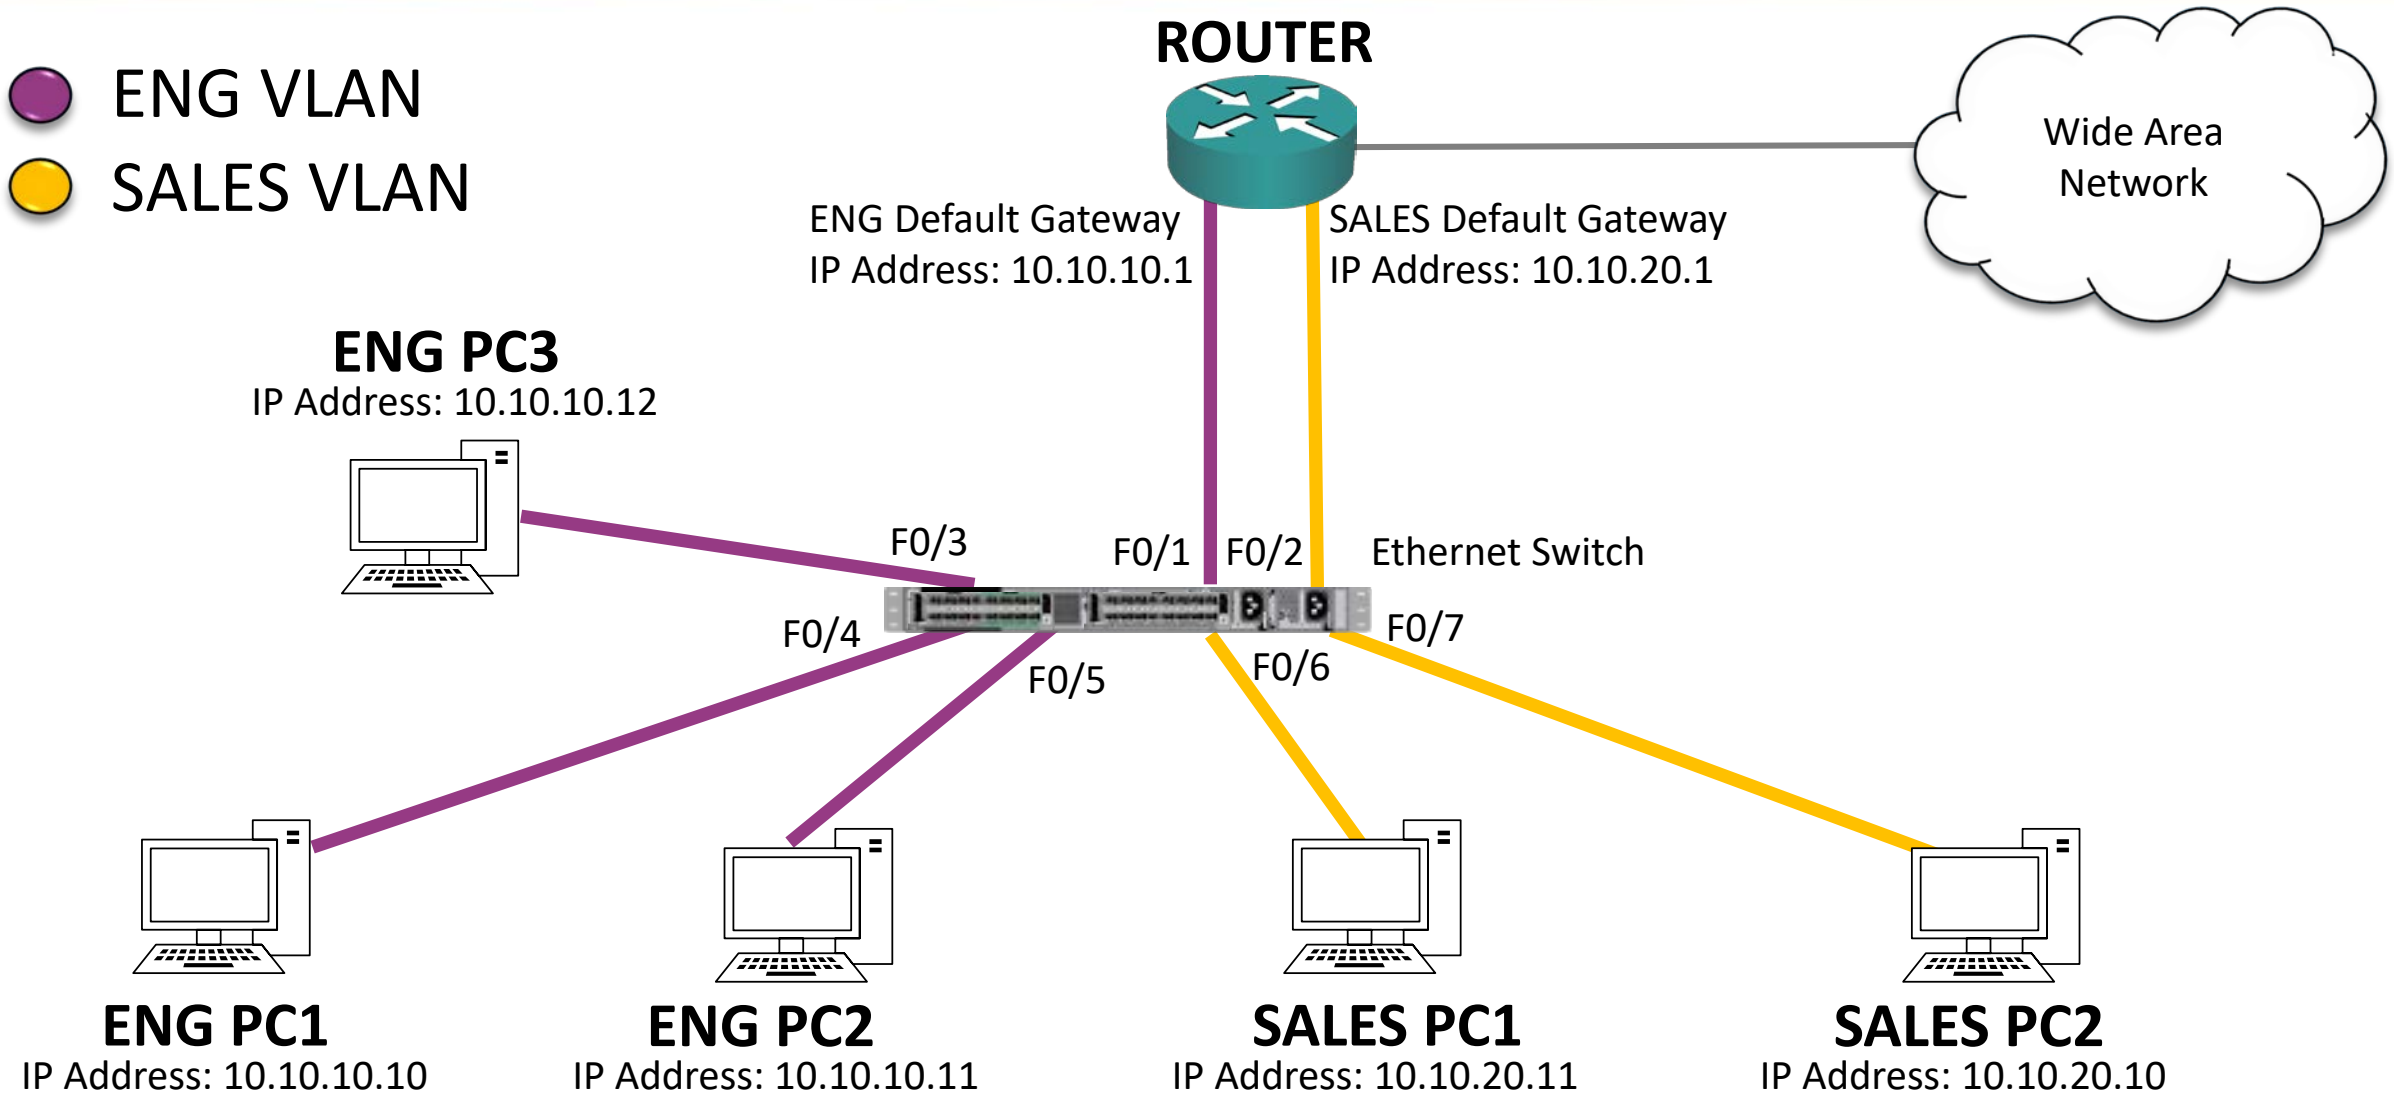 ROUTER
ENG VLAN
SALES VLAN
Wide Area
Network
ENG Default Gateway
IP Address: 10.10.10.1
SALES Default Gateway
IP Address: 10.10.20.1
ENG PC3
IP Address: 10.10.10.12
F0/3
F0/1
F0/2
Ethernet Switch
F0/4
F0/5
F0/6
F0/7
ENG PC1
IP Address: 10.10.10.10
ENG PC2
IP Address: 10.10.10.11
SALES PC1
IP Address: 10.10.20.11
SALES PC2
IP Address: 10.10.20.10